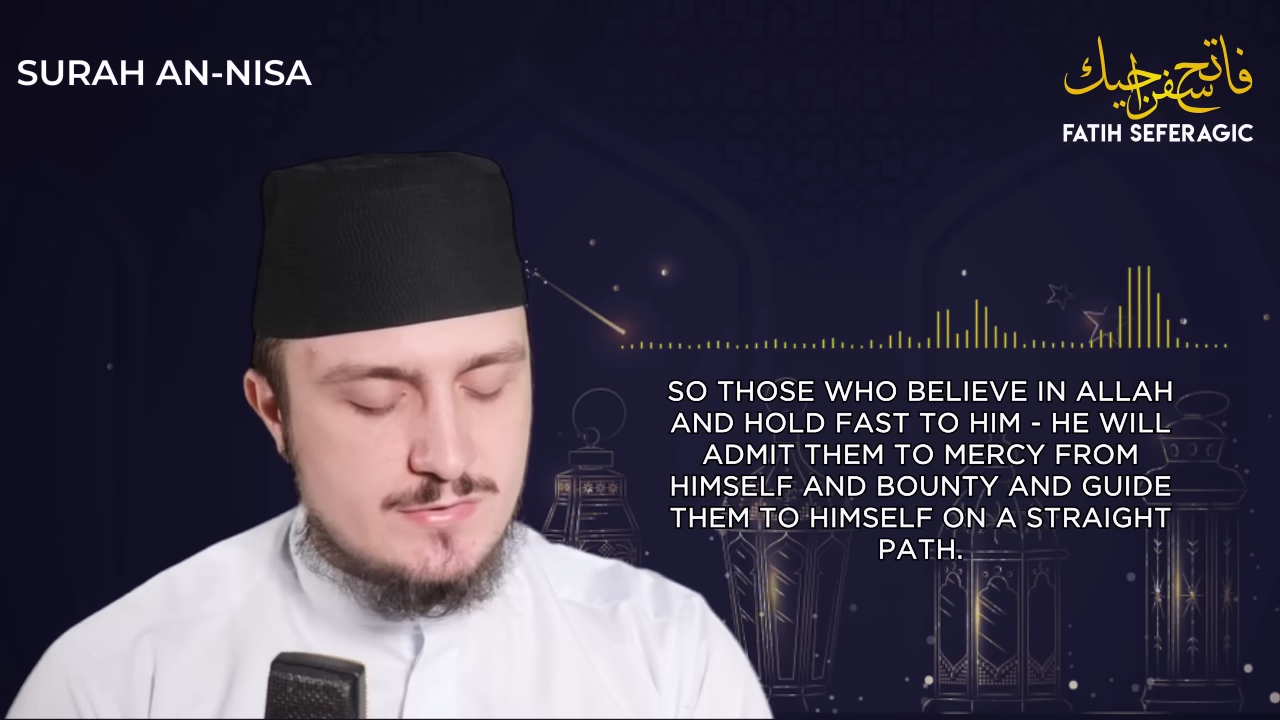 SURAH AN-NISA
فاتح سفراجيك
FATIH SEFERAGIC
SO THOSE WHO BELIEVE IN ALLAH
AND HOLD FAST TO HIM - HE WILL
ADMIT THEM TO MERCY FROM
HIMSELF AND BOUNTY AND GUIDE
THEM TO HIMSELF ON A STRAIGHT
PATH.